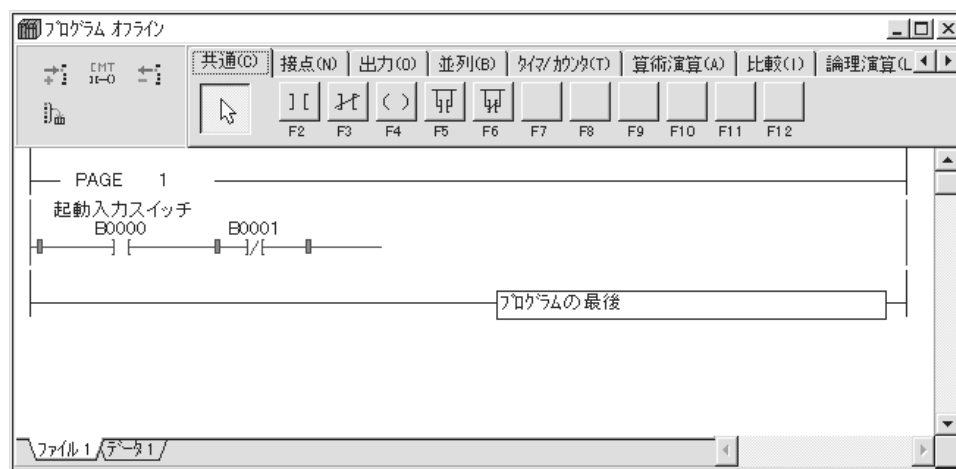 ﾌﾟﾛｸﾞﾗﾑ ｵﾌﾗｲﾝ
CMT
共通(C) 接点(N) 出力(O) 並列(B) ﾀｲﾏ/ｶｳﾝﾀ(T) 算術演算(A) 比較(I) 論理演算(L
F2 F3 F4 F5 F6 F7 F8 F9 F10 F11 F12
PAGE 1
起動入力スイッチ
B0000 B0001
ﾌﾟﾛｸﾞﾗﾑの最後
ﾌｧｲﾙ 1 ﾃﾞｰﾀ 1